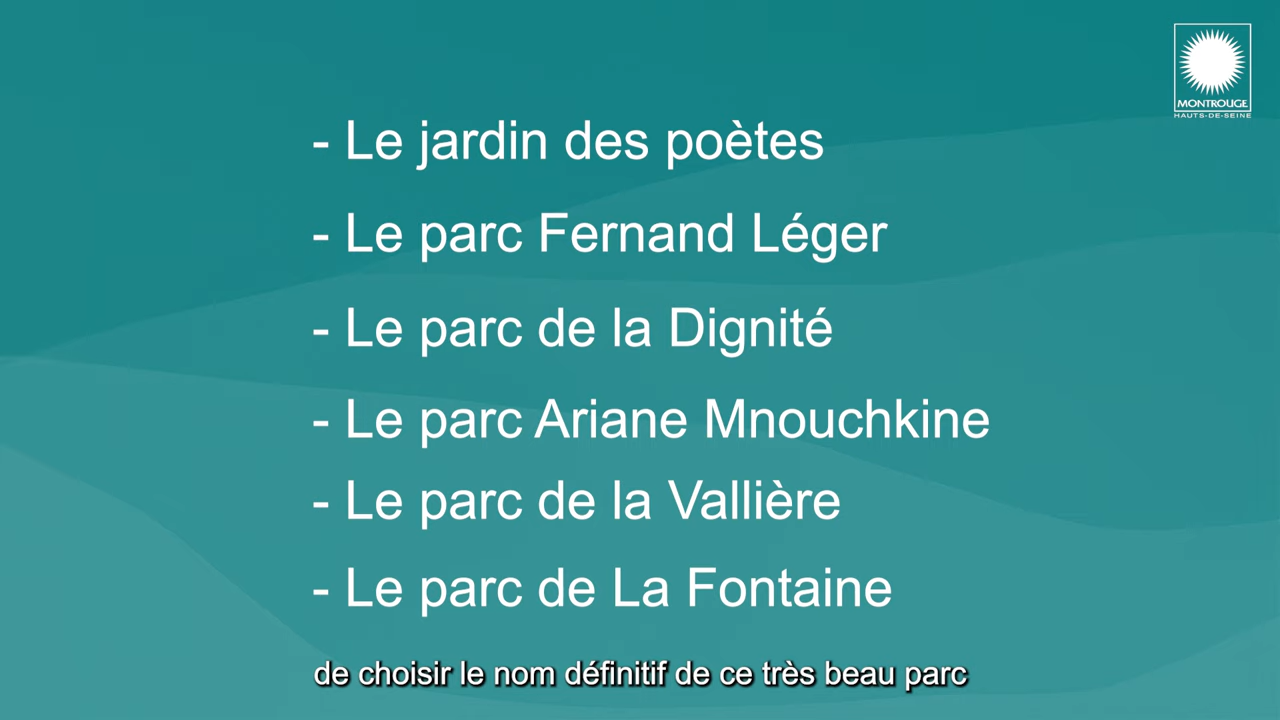 MONTROUGE
HAUTS-DE-SEINE
- Le jardin des poètes
- Le parc Fernand Léger
- Le parc de la Dignité
- Le parc Ariane Mnouchkine
- Le parc de la Vallière
- Le parc de La Fontaine
de choisir le nom définitif de ce très beau parc